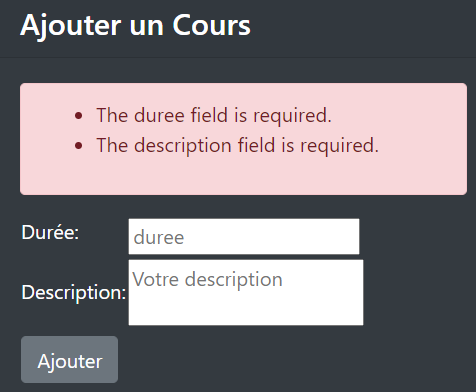 Ajouter un Cours
The duree field is required.
The description field is required.
Durée:
duree
Description:
Votre description
Ajouter